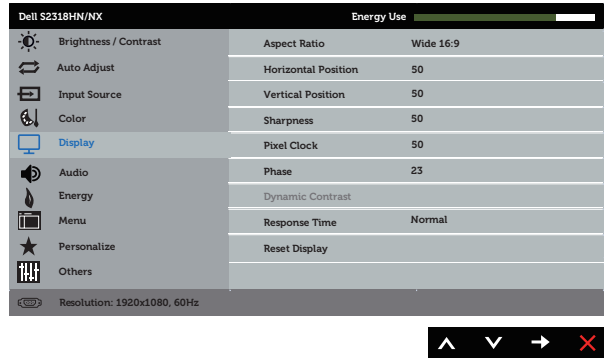 Dell S2318HN/NX Energy Use
Brightness / Contrast
Auto Adjust
Input Source
Color
Display
Audio
Energy
Menu
Personalize
Others
Aspect Ratio Wide 16:9
Horizontal Position 50
Vertical Position 50
Sharpness 50
Pixel Clock 50
Phase 23
Dynamic Contrast
Response Time Normal
Reset Display
Resolution: 1920x1080, 60Hz